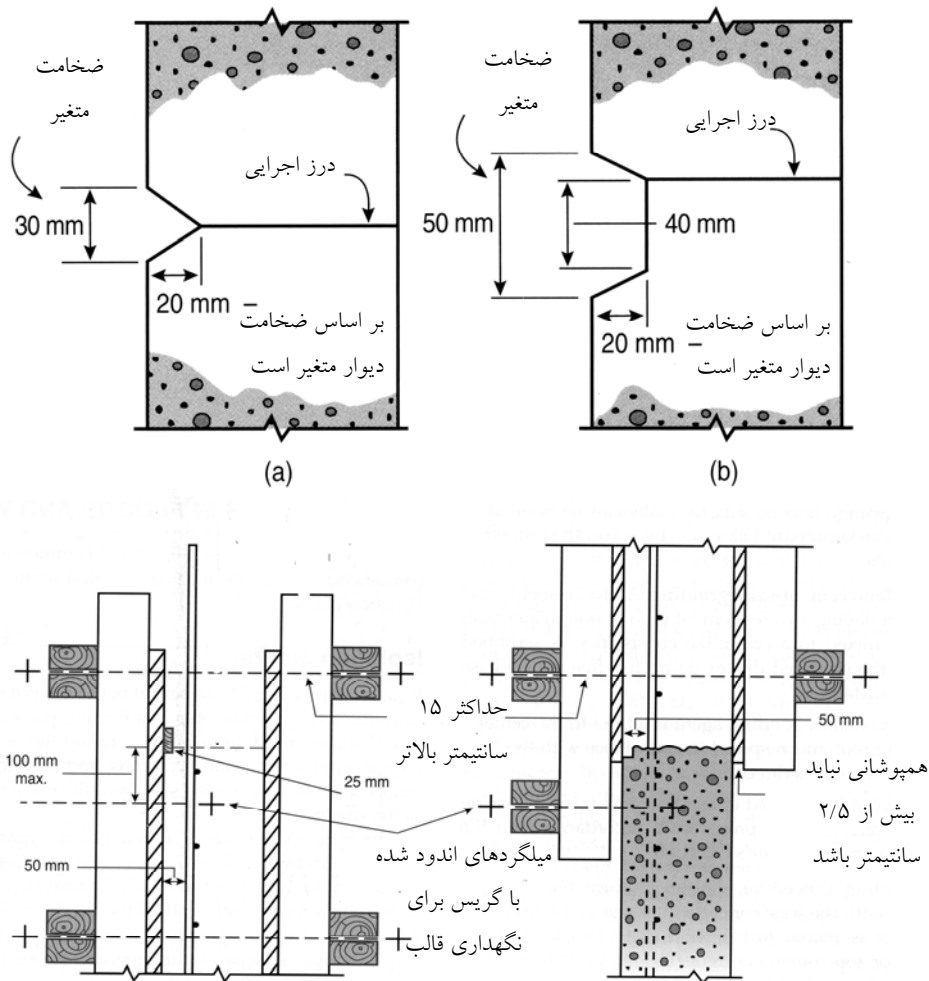 ضخامت
متغیر
درز اجرایی
30 mm
20 mm
بر اساس ضخامت
دیوار متغیر است
(a)
ضخامت
متغیر
درز اجرایی
50 mm
40 mm
20 mm
بر اساس ضخامت
دیوار متغیر است
(b)
100 mm
max.
25 mm
50 mm
حداکثر ۱۵
سانتیمتر بالاتر
میلگردهای اندود شده
با گریس برای
نگهداری قالب
50 mm
همپوشانی نباید
بیش از ۲/۵
سانتیمتر باشد